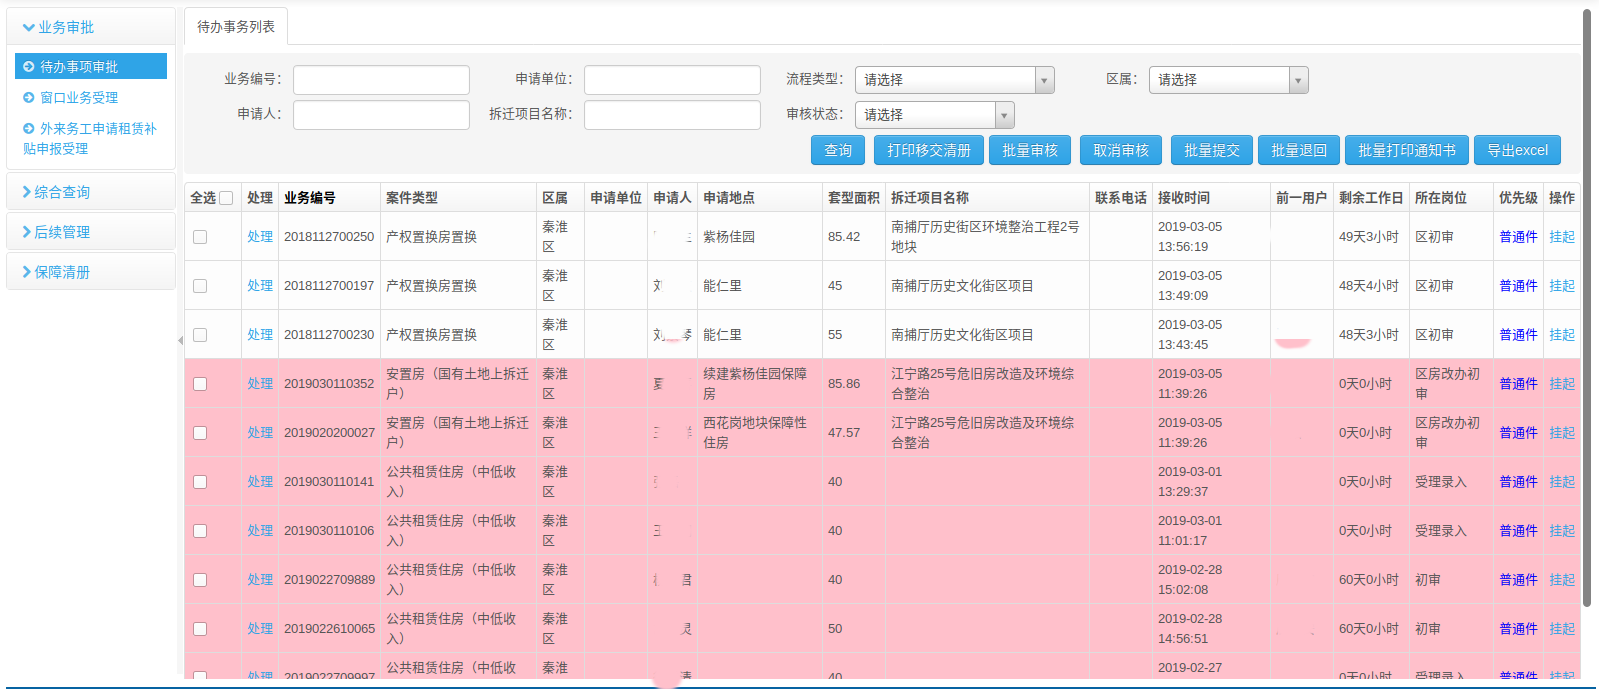 业务审批
待办事项审批
窗口业务受理
外来务工申请租赁补
贴申报受理
综合查询
后续管理
保障清册
待办事务列表
业务编号： 申请单位： 流程类型： 请选择 区属： 请选择
申请人： 拆迁项目名称： 审核状态： 请选择
查询 打印移交清册 批量审核 取消审核 批量提交 批量退回 批量打印通知书 导出excel
全选 处理 业务编号 案件类型 区属 申请单位 申请人 申请地点 套型面积 拆迁项目名称 联系电话 接收时间 前一用户 剩余工作日 所在岗位 优先级 操作
处理 2018112700250 产权置换房置换 秦淮区 紫杨佳园 85.42 南捕厅历史街区环境整治工程2号地块 2019-03-05 13:56:19 49天3小时 区初审 普通件 挂起
处理 2018112700197 产权置换房置换 秦淮区 刘 能仁里 45 南捕厅历史文化街区项目 2019-03-05 13:49:09 48天4小时 区初审 普通件 挂起
处理 2018112700230 产权置换房置换 秦淮区 刘 能仁里 55 南捕厅历史文化街区项目 2019-03-05 13:43:45 48天3小时 区初审 普通件 挂起
处理 2019030110352 安置房（国有土地上拆迁户） 秦淮区 夏 续建紫杨佳园保障房 85.86 江宁路25号危旧房改造及环境综合整治 2019-03-05 11:39:26 0天0小时 区房改办初审 普通件 挂起
处理 2019020200027 安置房（国有土地上拆迁户） 秦淮区 西花岗地块保障性住房 47.57 江宁路25号危旧房改造及环境综合整治 2019-03-05 11:39:26 0天0小时 区房改办初审 普通件 挂起
处理 2019030110141 公共租赁住房（中低收入） 秦淮区 40 2019-03-01 13:29:37 0天0小时 受理录入 普通件 挂起
处理 2019030110106 公共租赁住房（中低收入） 秦淮区 40 2019-03-01 11:01:17 0天0小时 受理录入 普通件 挂起
处理 2019022709889 公共租赁住房（中低收入） 秦淮区 君 40 2019-02-28 15:02:08 60天0小时 初审 普通件 挂起
处理 2019022610065 公共租赁住房（中低收入） 秦淮区 灵 50 2019-02-28 14:56:51 60天0小时 初审 普通件 挂起
处理 2019022709997 公共租赁住房（中低收 秦淮 清 40 2019-02-27 0天0小时 受理录入 普通件 挂起